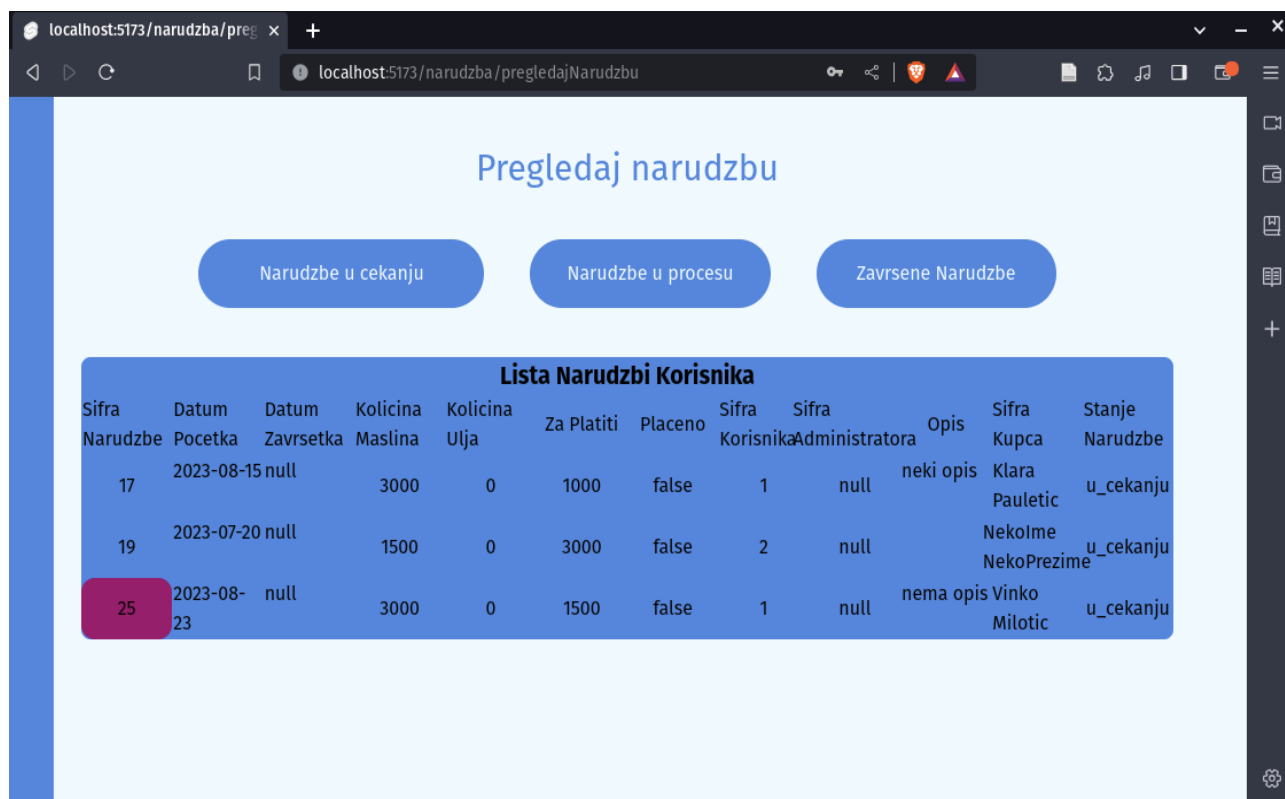 localhost:5173/narudzba/preg
localhost:5173/narudzba/pregledajNarudzbu
Pregledaj narudzbu
Narudzbe u cekanju
Narudzbe u procesu
Zavrsene Narudzbe
Lista Narudzbi Korisnika
Sifra Narudzbe Datum Pocetka Datum Zavrsetka Kolicina Maslina Kolicina Ulja Za Platiti Placeno Sifra Korisnika Sifra Administratora Opis Sifra Kupca Stanje Narudzbe
17 2023-08-15 null 3000 0 1000 false 1 null neki opis Klara Pauletic u_cekanju
19 2023-07-20 null 1500 0 3000 false 2 null NekoIme NekoPrezime u_cekanju
25 2023-08-23 null 3000 0 1500 false 1 null nema opis Vinko Milotic u_cekanju